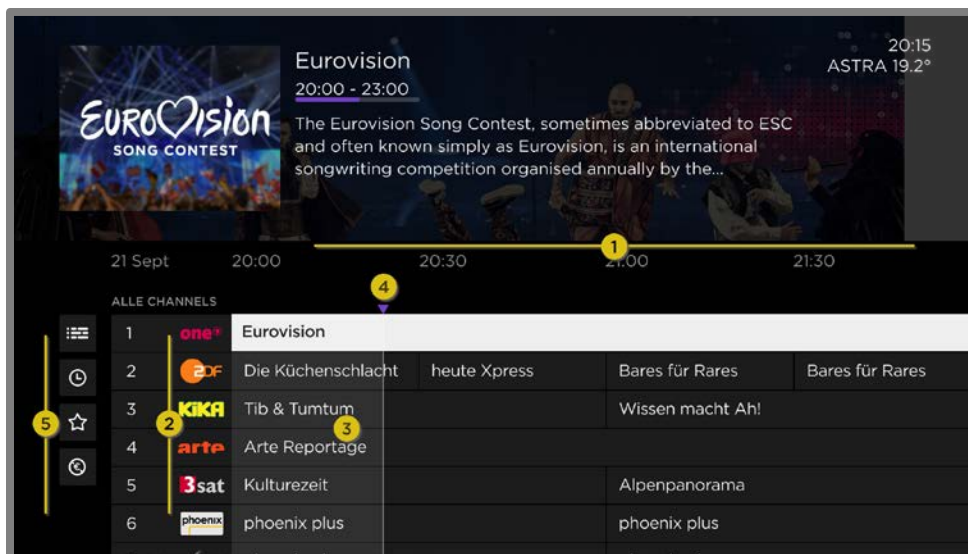 20:15
ASTRA 19.2°
Eurovision
20:00 - 23:00
EUROVISION
SONG CONTEST
The Eurovision Song Contest, sometimes abbreviated to ESC
and often known simply as Eurovision, is an international
songwriting competition organised annually by the...
1
21 Sept 20:00 20:30 21:00 21:30
4
ALLE CHANNELS
1 one Eurovision
2 2DF Die Küchenschlacht heute Xpress Bares für Rares Bares für Rares
3 KiKA Tib & Tumtum Wissen macht Ah!
5 2 3
4 arte Arte Reportage
5 3sat Kulturzeit Alpenpanorama
6 phoenix phoenix plus phoenix plus